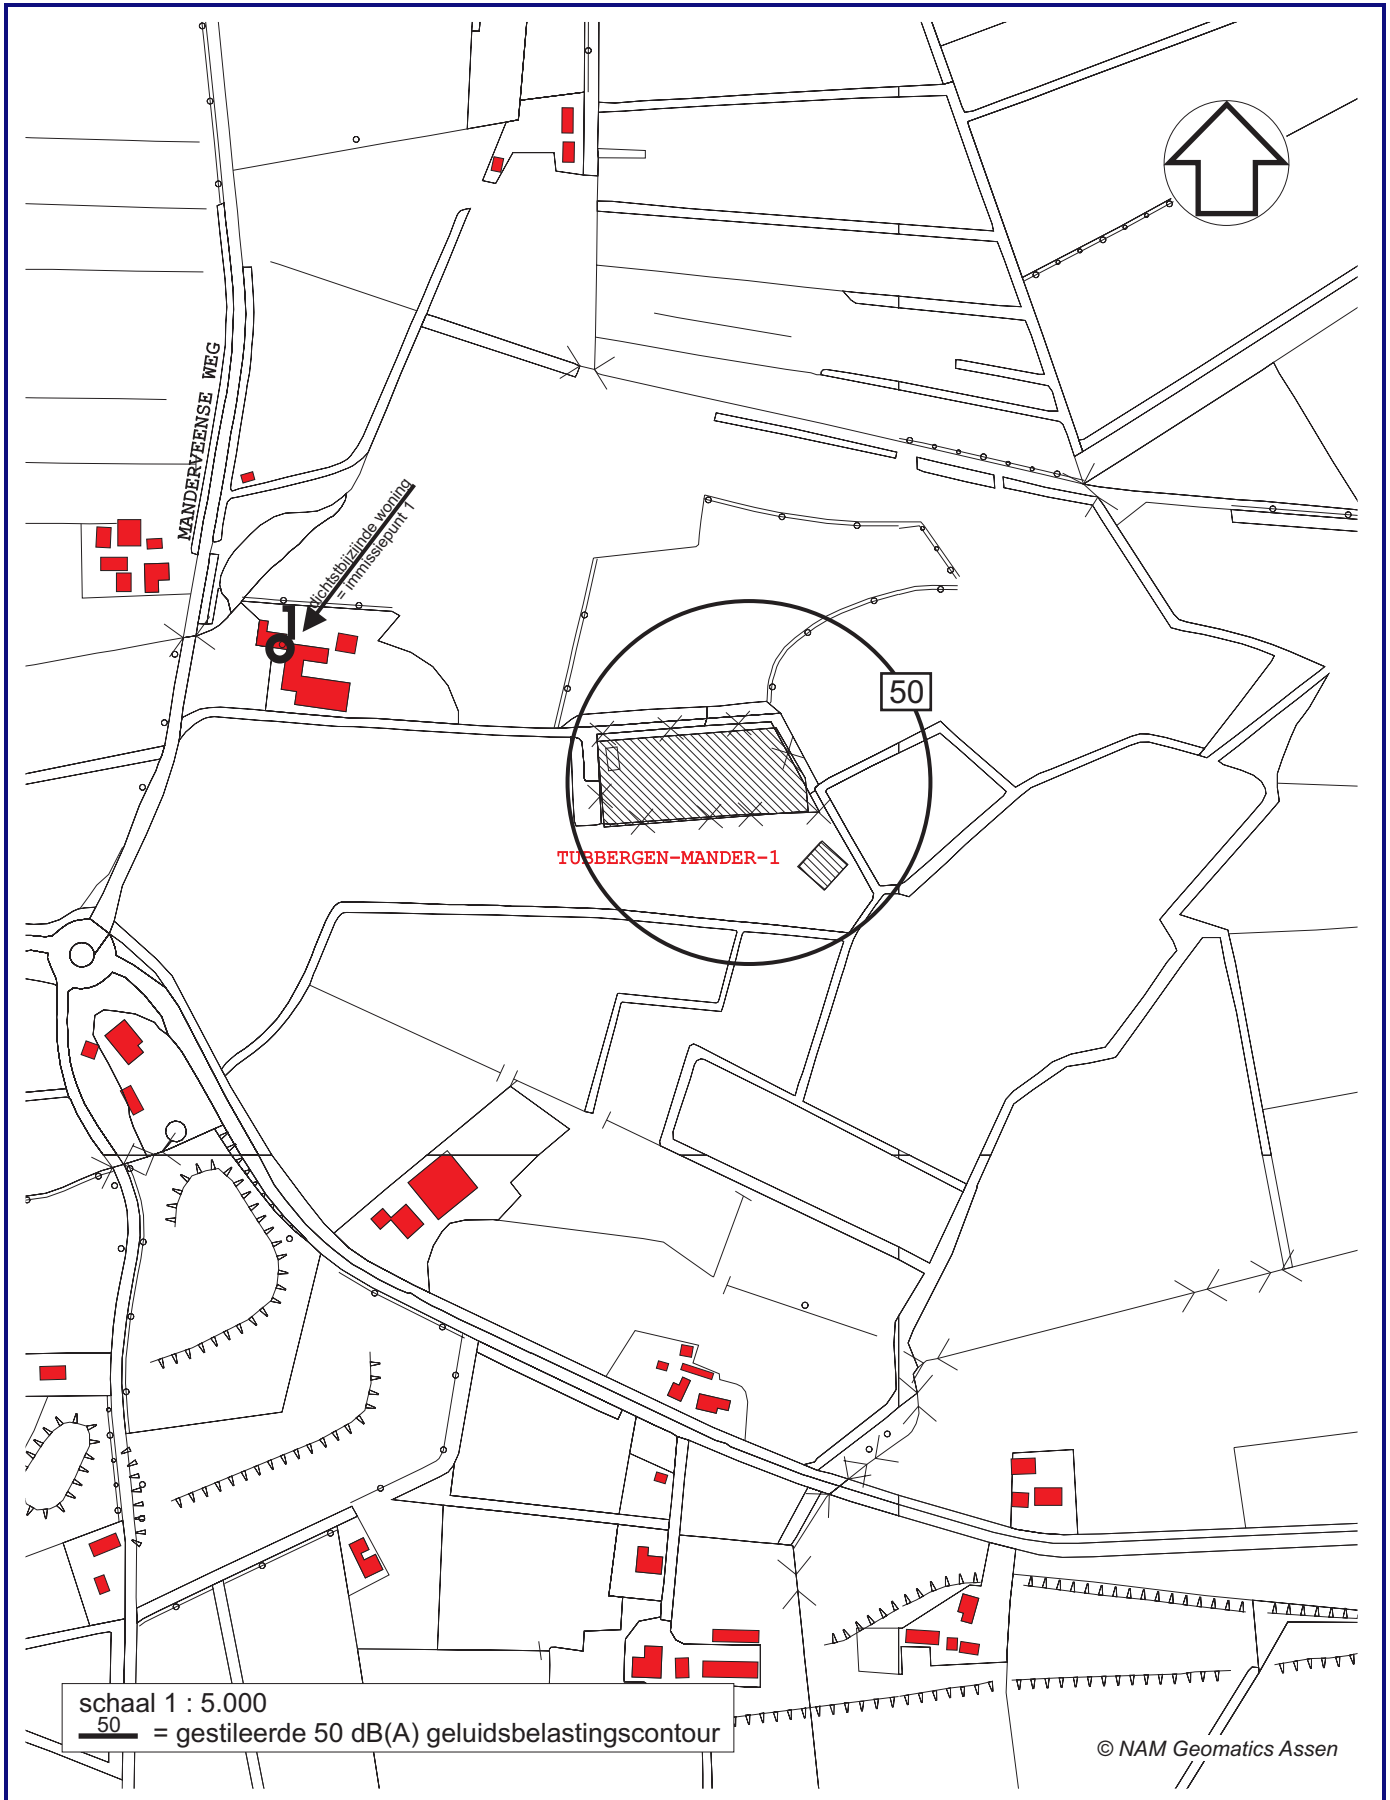 MANDERVEENSE WEG
dichtstbijzijnde woning
= immissiepunt 1
1
50
TUBBERGEN-MANDER-1
schaal 1 : 5.000
50 = gestileerde 50 dB(A) geluidsbelastingscontour
© NAM Geomatics Assen